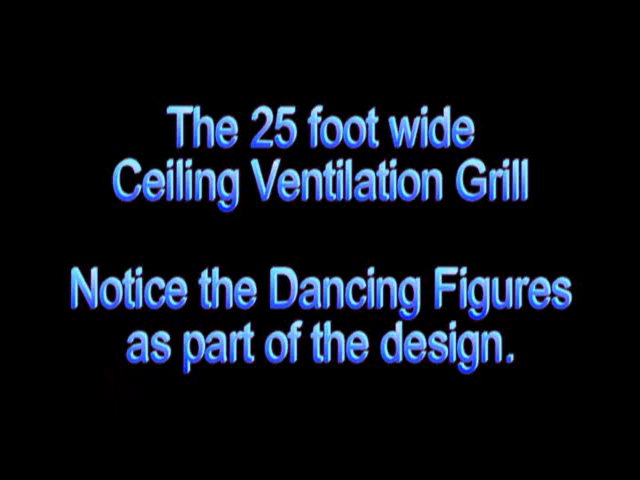 The 25 foot wide
Ceiling Ventilation Grill
Notice the Dancing Figures
as part of the design.